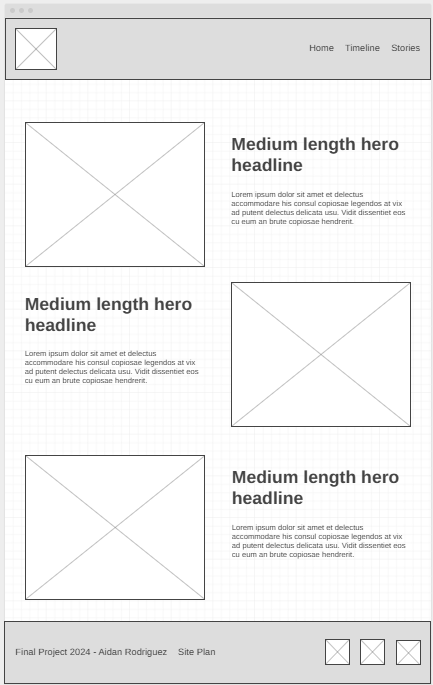 Home Timeline Stories
Medium length hero
headline
Lorem ipsum dolor sit amet et delectus
accommodare his consul copiosae legendos at vix
ad putent delectus delicata usu. Vidit dissentiet eos
cu eum an brute copiosae hendrerit.
Medium length hero
headline
Lorem ipsum dolor sit amet et delectus
accommodare his consul copiosae legendos at vix
ad putent delectus delicata usu. Vidit dissentiet eos
cu eum an brute copiosae hendrerit.
Medium length hero
headline
Lorem ipsum dolor sit amet et delectus
accommodare his consul copiosae legendos at vix
ad putent delectus delicata usu. Vidit dissentiet eos
cu eum an brute copiosae hendrerit.
Final Project 2024 - Aidan Rodriguez Site Plan